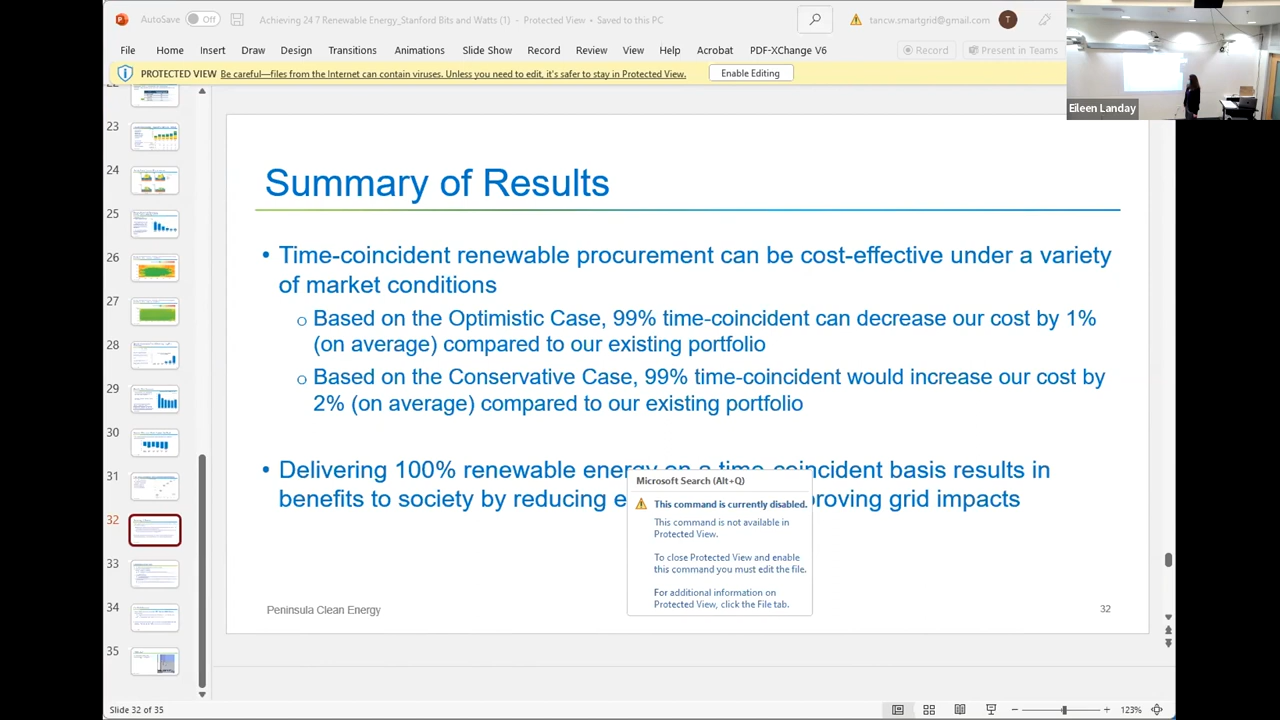 AutoSave
Off
Achieving 24 7 Renewable Energy_Stanford Bits and Watts (1) - Protected View • Saved to this PC
tancw.smartgrid@gmail.com
T
File Home Insert Draw Design Transitions Animations Slide Show Record Review View Help Acrobat PDF-XChange V6
Record
Present in Teams
PROTECTED VIEW Be careful—files from the Internet can contain viruses. Unless you need to edit, it's safer to stay in Protected View.
Enable Editing
Eileen Landay
23
24
25
26
27
28
29
30
31
32
33
34
35
Summary of Results
• Time-coincident renewable procurement can be cost-effective under a variety
of market conditions
o Based on the Optimistic Case, 99% time-coincident can decrease our cost by 1%
(on average) compared to our existing portfolio
o Based on the Conservative Case, 99% time-coincident would increase our cost by
2% (on average) compared to our existing portfolio
• Delivering 100% renewable energy on a time-coincident basis results in
benefits to society by reducing e proving grid impacts
Microsoft Search (Alt+Q)
This command is currently disabled.
This command is not available in
Protected View.
To close Protected View and enable
this command you must edit the file.
For additional information on
Protected View, click the File tab.
Peninsula Clean Energy
32
Slide 32 of 35
123%